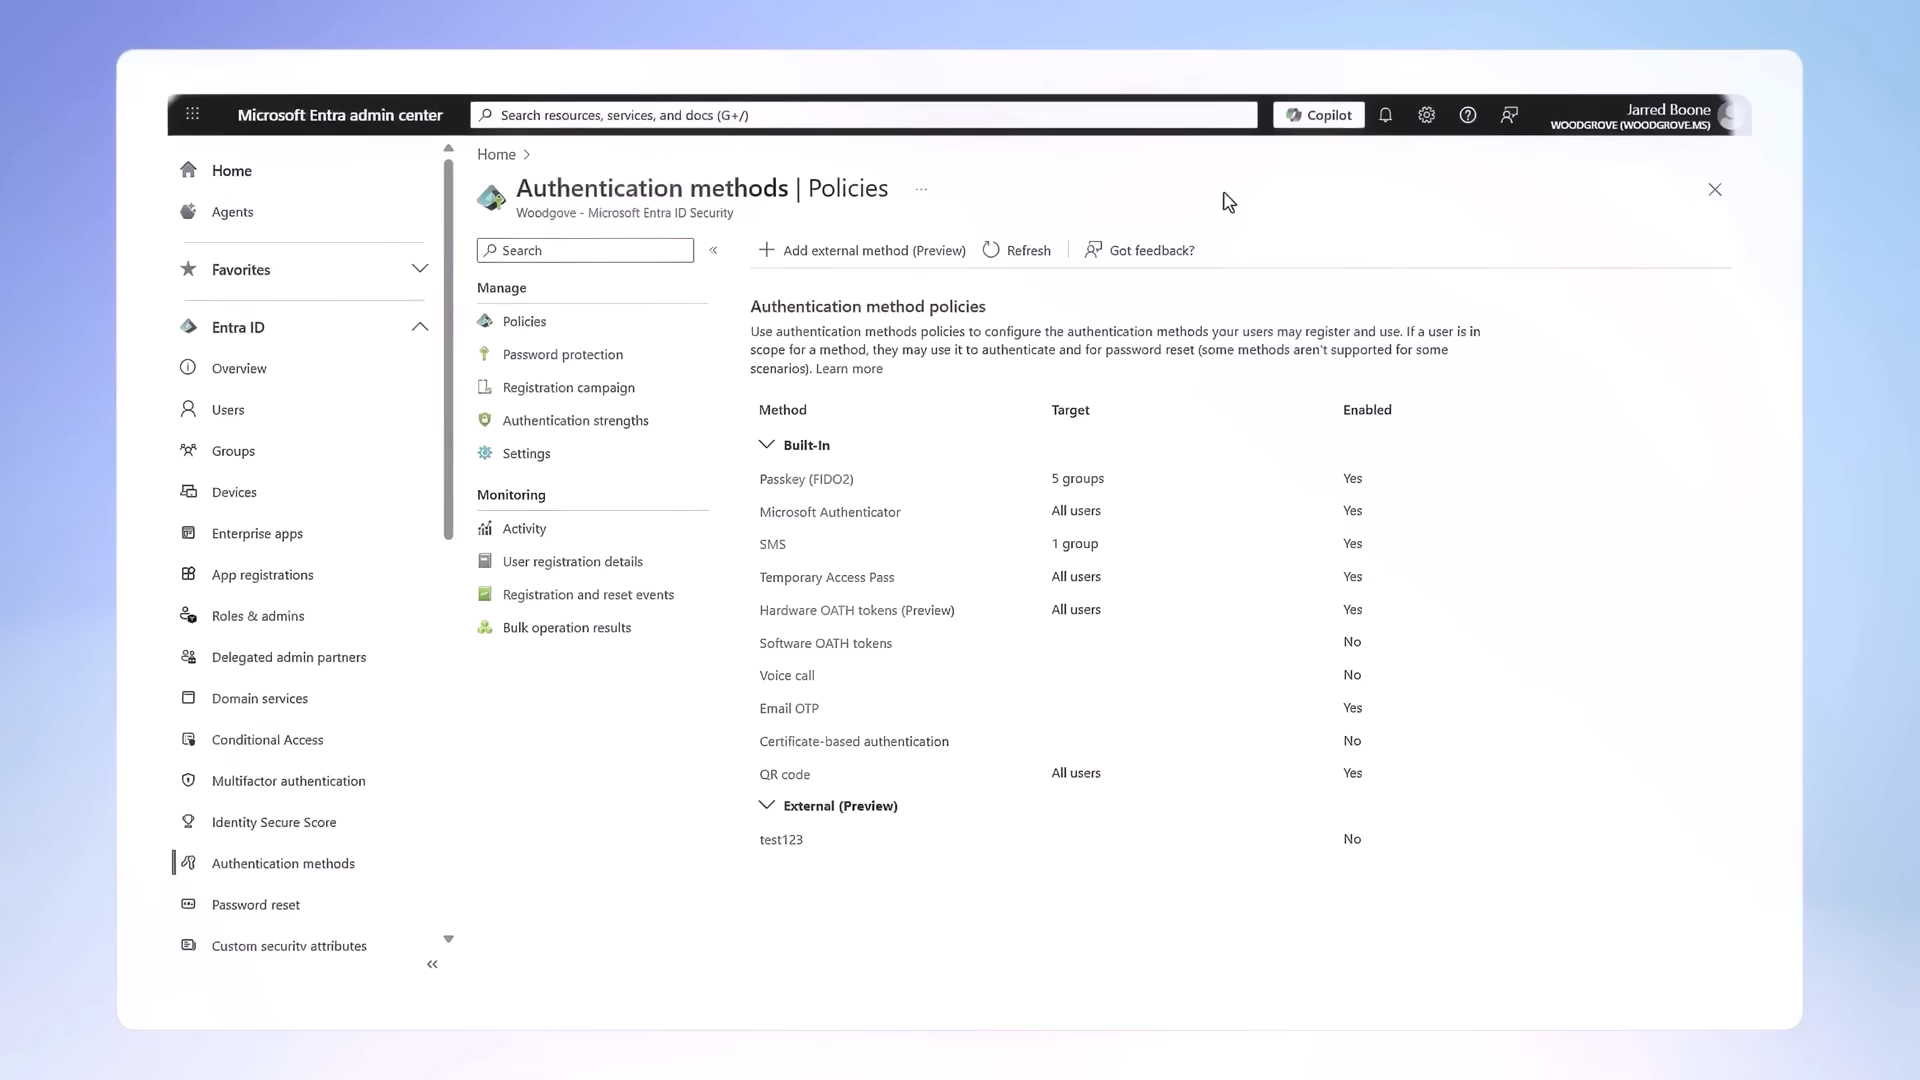 Microsoft Entra admin center
Search resources, services, and docs (G+/)
Copilot
Jarred Boone
WOODGROVE (WOODGROVE.MS)
Home
Agents
Favorites
Entra ID
Overview
Users
Groups
Devices
Enterprise apps
App registrations
Roles & admins
Delegated admin partners
Domain services
Conditional Access
Multifactor authentication
Identity Secure Score
Authentication methods
Password reset
Custom security attributes
Home
Authentication methods | Policies
Woodgove - Microsoft Entra ID Security
Search
Manage
Policies
Password protection
Registration campaign
Authentication strengths
Settings
Monitoring
Activity
User registration details
Registration and reset events
Bulk operation results
Add external method (Preview) Refresh Got feedback?
Authentication method policies
Use authentication methods policies to configure the authentication methods your users may register and use. If a user is in
scope for a method, they may use it to authenticate and for password reset (some methods aren't supported for some
scenarios). Learn more
Method Target Enabled
Built-In
Passkey (FIDO2) 5 groups Yes
Microsoft Authenticator All users Yes
SMS 1 group Yes
Temporary Access Pass All users Yes
Hardware OATH tokens (Preview) All users Yes
Software OATH tokens No
Voice call No
Email OTP Yes
Certificate-based authentication No
QR code All users Yes
External (Preview)
test123 No